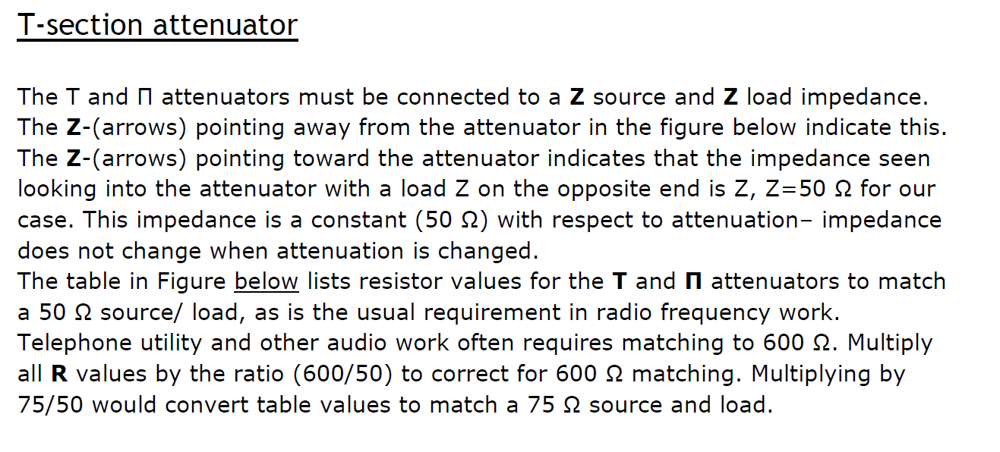 T-section attenuator
The T and Π attenuators must be connected to a Z source and Z load impedance.
The Z-(arrows) pointing away from the attenuator in the figure below indicate this.
The Z-(arrows) pointing toward the attenuator indicates that the impedance seen
looking into the attenuator with a load Z on the opposite end is Z, Z=50 Ω for our
case. This impedance is a constant (50 Ω) with respect to attenuation– impedance
does not change when attenuation is changed.
The table in Figure below lists resistor values for the T and Π attenuators to match
a 50 Ω source/ load, as is the usual requirement in radio frequency work.
Telephone utility and other audio work often requires matching to 600 Ω. Multiply
all R values by the ratio (600/50) to correct for 600 Ω matching. Multiplying by
75/50 would convert table values to match a 75 Ω source and load.